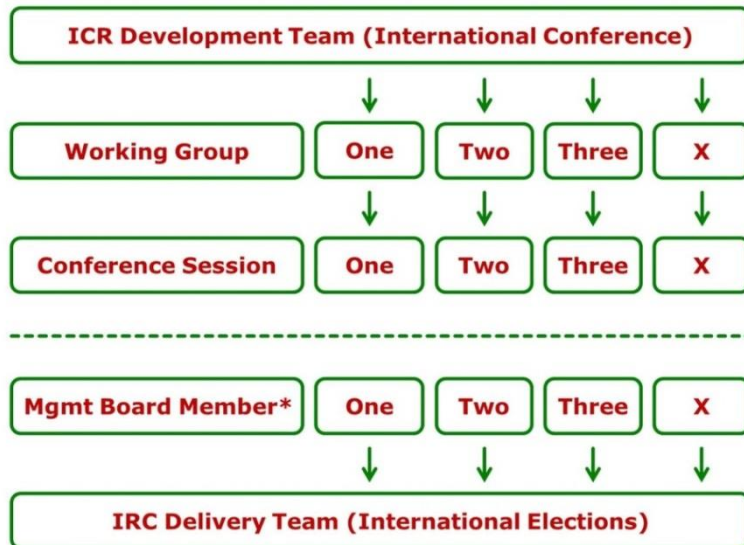 ICR Development Team (International Conference)
Working Group One Two Three X
Conference Session One Two Three X
Mgmt Board Member* One Two Three X
IRC Delivery Team (International Elections)